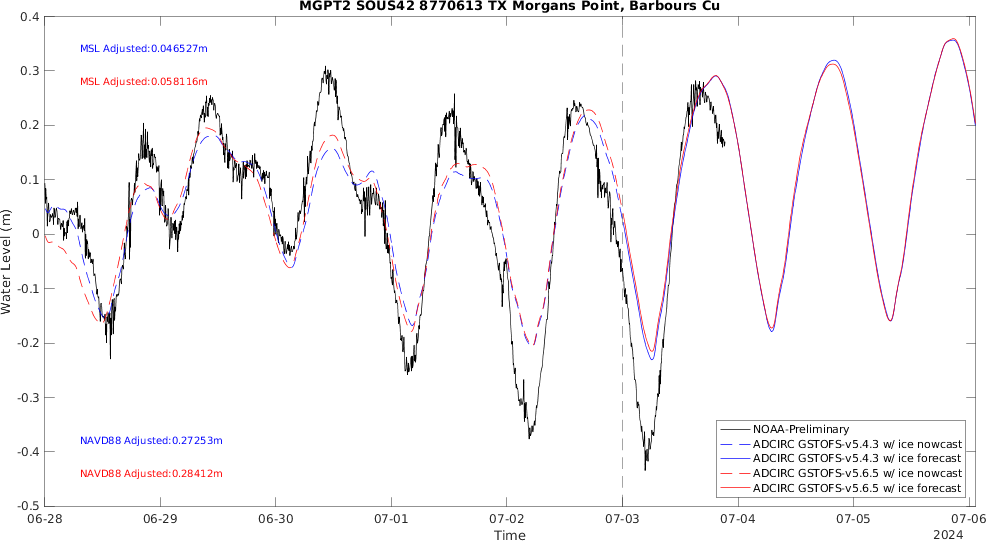 MGPT2 SOUS42 8770613 TX Morgans Point, Barbours Cu
0.4
0.3
0.2
0.1
0
-0.1
-0.2
-0.3
-0.4
-0.5
Water Level (m)
MSL Adjusted:0.046527m
MSL Adjusted:0.058116m
NAVD88 Adjusted:0.27253m
NAVD88 Adjusted:0.28412m
NOAA-Preliminary
ADCIRC GSTOFS-v5.4.3 w/ ice nowcast
ADCIRC GSTOFS-v5.4.3 w/ ice forecast
ADCIRC GSTOFS-v5.6.5 w/ ice nowcast
ADCIRC GSTOFS-v5.6.5 w/ ice forecast
06-28 06-29 06-30 07-01 07-02 07-03 07-04 07-05 07-06
Time
2024